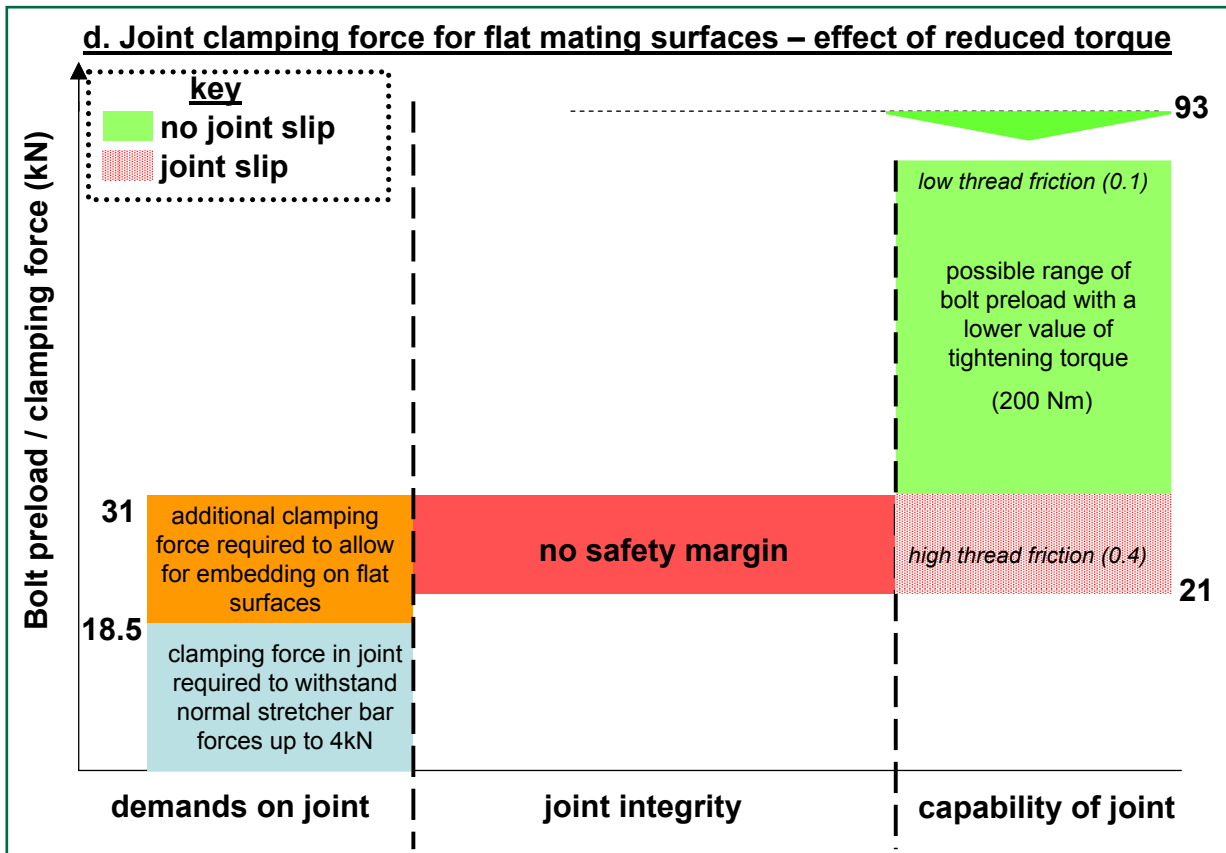 d. Joint clamping force for flat mating surfaces – effect of reduced torque
key
no joint slip
joint slip
Bolt preload / clamping force (kN)
93
low thread friction (0.1)
possible range of
bolt preload with a
lower value of
tightening torque
(200 Nm)
31
additional clamping
force required to allow
for embedding on flat
surfaces
no safety margin
high thread friction (0.4)
21
18.5
clamping force in joint
required to withstand
normal stretcher bar
forces up to 4kN
demands on joint
joint integrity
capability of joint